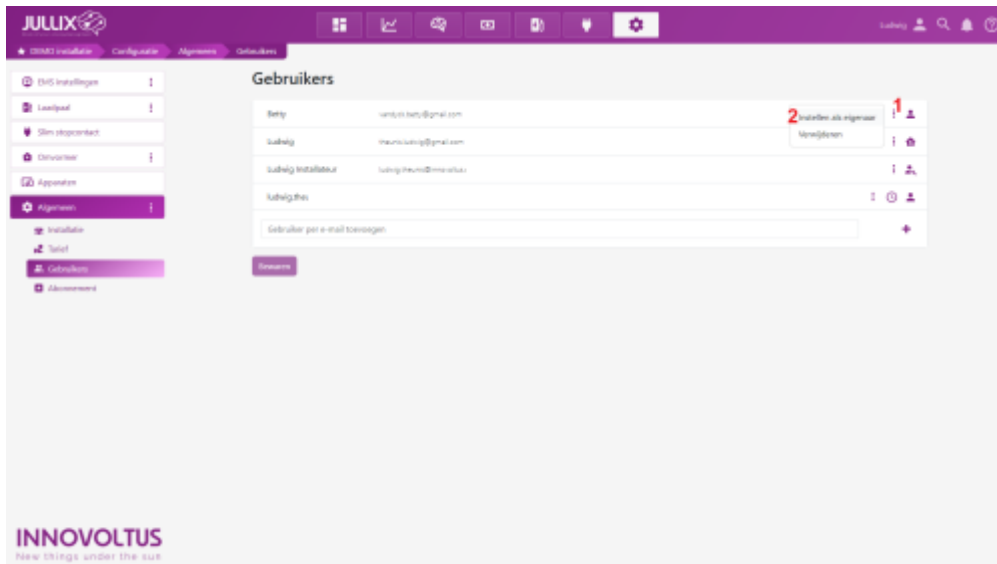 JULLIX
Ludwig
DEMO installatie Configuratie Algemeen Gebruikers
EMS Instellingen
Laadpaal
Slim stopcontact
Omvormer
Apparaten
Algemeen
Installatie
Tarief
Gebruikers
Abonnement
Gebruikers
1
Betty
2 Instellen als eigenaar
Verwijderen
Ludwig
Ludwig Installateur
ludwig.theu
Gebruiker per e-mail toevoegen
Bewaren
INNOVOLTUS
New things under the sun